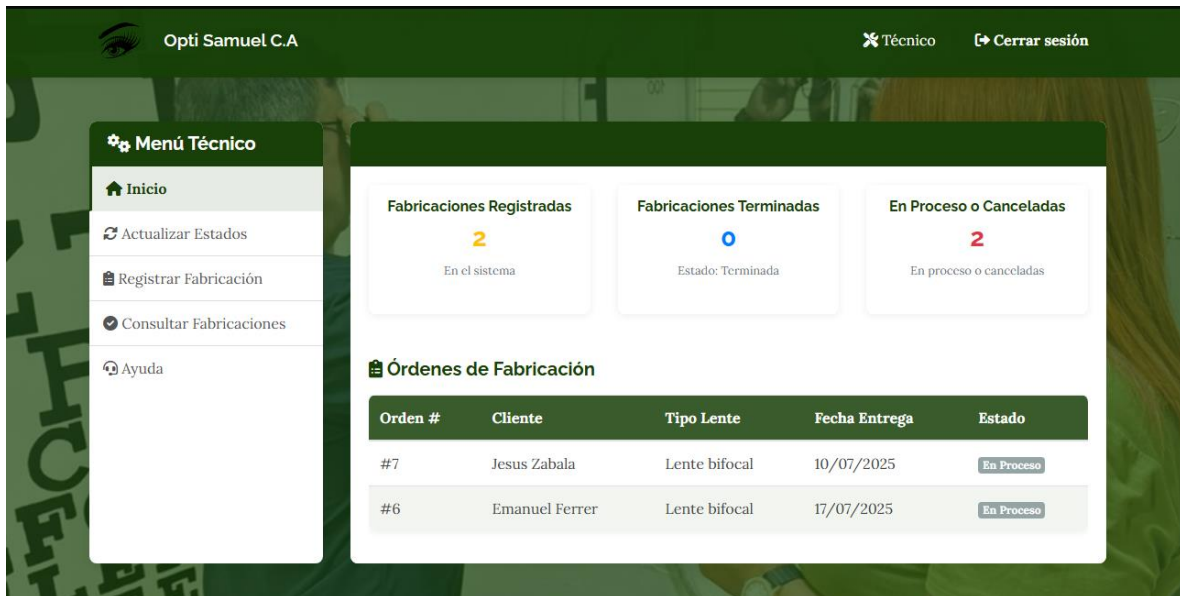 Opti Samuel C.A
Técnico
Cerrar sesión
Menú Técnico
Inicio
Actualizar Estados
Registrar Fabricación
Consultar Fabricaciones
Ayuda
Fabricaciones Registradas
2
En el sistema
Fabricaciones Terminadas
0
Estado: Terminada
En Proceso o Canceladas
2
En proceso o canceladas
Órdenes de Fabricación
Orden # Cliente Tipo Lente Fecha Entrega Estado
#7 Jesus Zabala Lente bifocal 10/07/2025 En Proceso
#6 Emanuel Ferrer Lente bifocal 17/07/2025 En Proceso